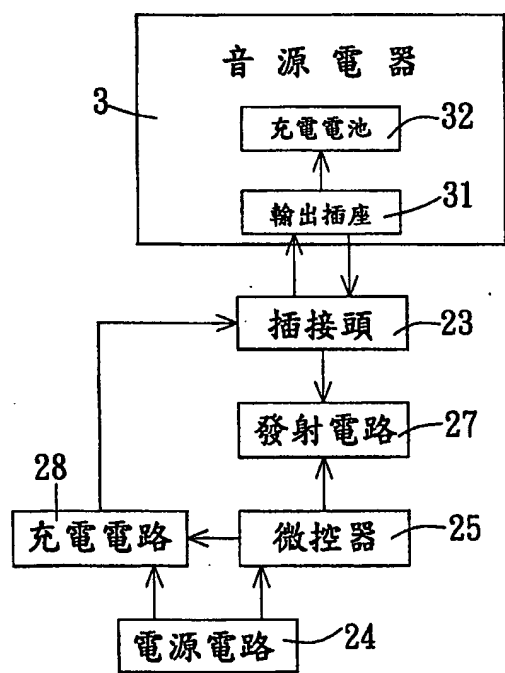 音源電器
3
充電電池
32
輸出插座
31
插接頭
23
發射電路
27
28
充電電路
微控器
25
電源電路
24